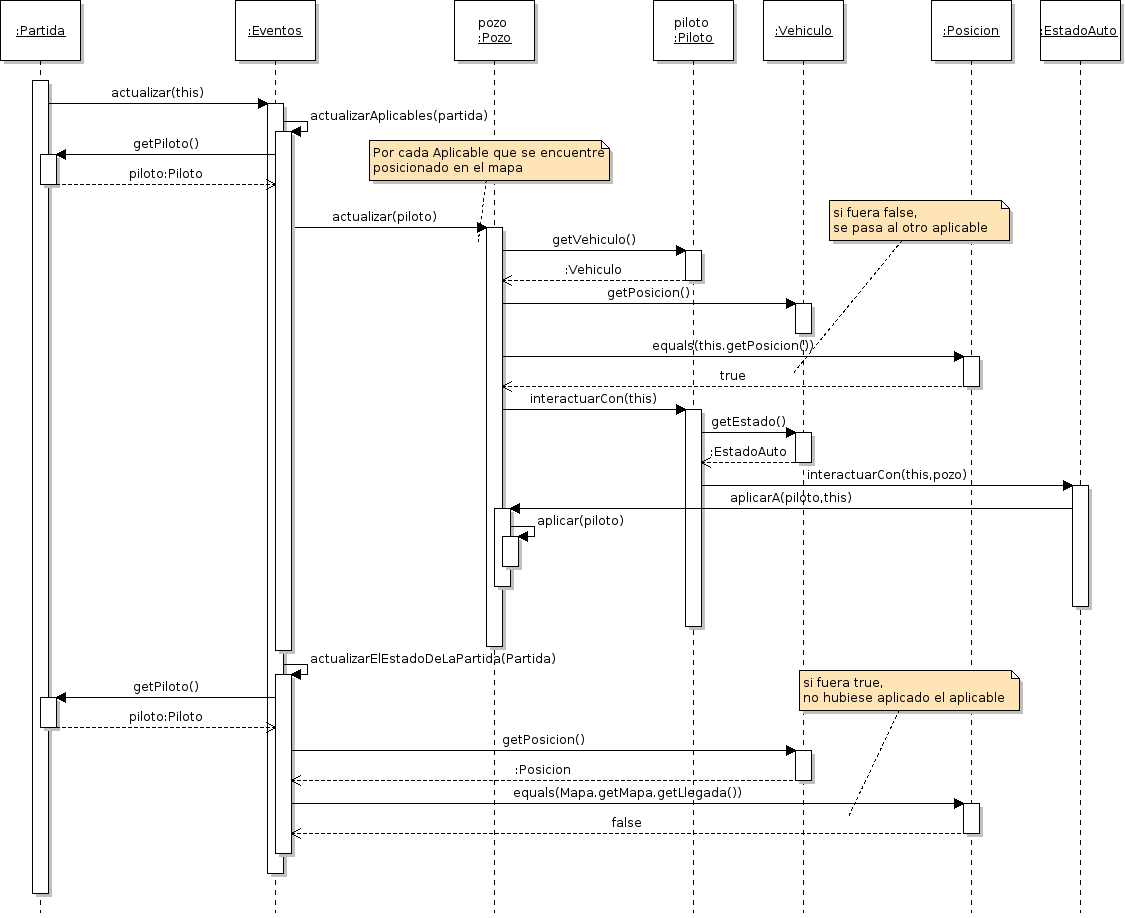 :Partida
:Eventos
pozo
:Pozo
piloto
:Piloto
:Vehiculo
:Posicion
:EstadoAuto
actualizar(this)
actualizarAplicables(partida)
getPiloto()
Por cada Aplicable que se encuentre
posicionado en el mapa
piloto:Piloto
si fuera false,
se pasa al otro aplicable
actualizar(piloto)
getVehiculo()
:Vehiculo
getPosicion()
equals(this.getPosicion())
true
interactuarCon(this)
getEstado()
:EstadoAuto
interactuarCon(this,pozo)
aplicarA(piloto,this)
aplicar(piloto)
actualizarElEstadoDeLaPartida(Partida)
getPiloto()
si fuera true,
no hubiese aplicado el aplicable
piloto:Piloto
getPosicion()
:Posicion
equals(Mapa.getMapa.getLlegada())
false